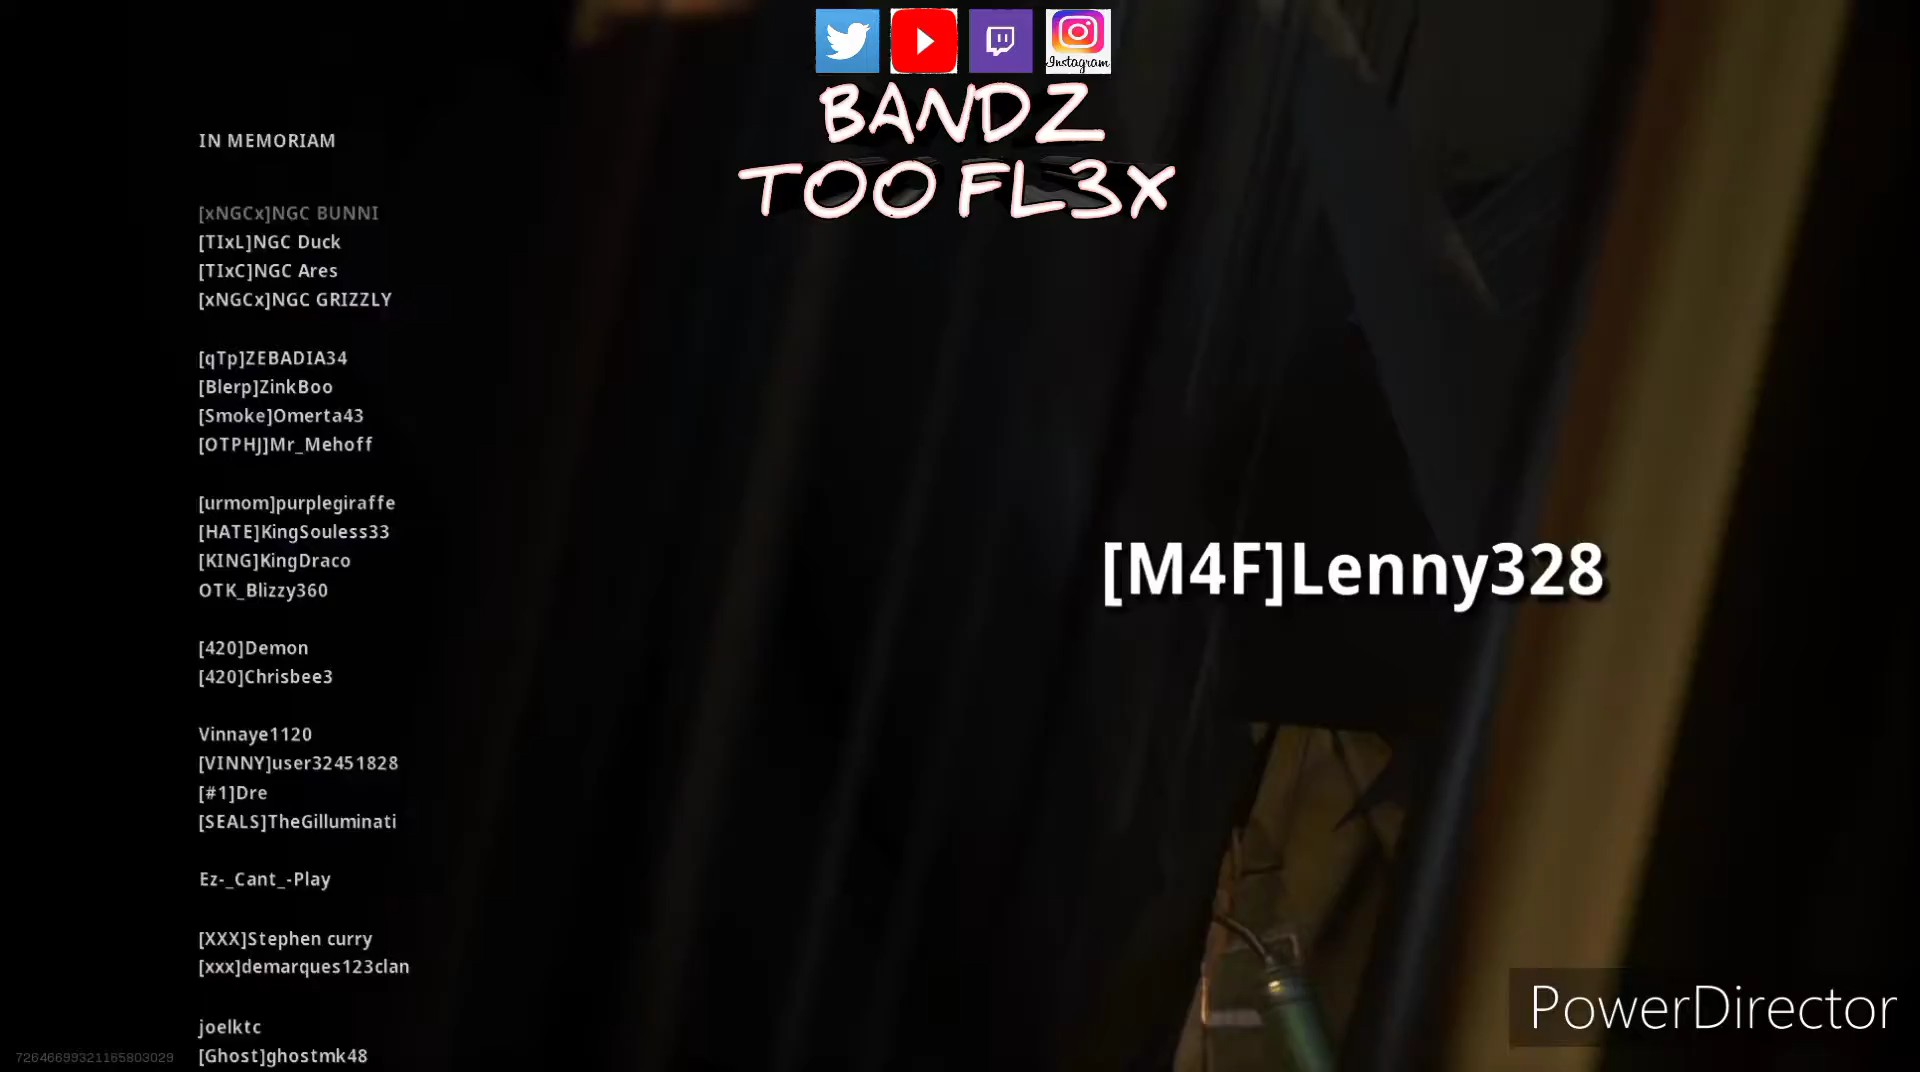 Instagram
BANDZ
TOO FL3X
IN MEMORIAM
[xNGCx]NGC BUNNI
[TIxL]NGC Duck
[TIxC]NGC Ares
[xNGCx]NGC GRIZZLY
[qTp]ZEBADIA34
[Blerp]ZinkBoo
[Smoke]Omerta43
[OTPHJ]Mr_Mehoff
[urmom]purplegiraffe
[HATE]KingSouless33
[KING]KingDraco
OTK_Blizzy360
[420]Demon
[420]Chrisbee3
Vinnaye1120
[VINNY]user32451828
[#1]Dre
[SEALS]TheGilluminati
Ez-_Cant_-Play
[XXX]Stephen curry
[xxx]demarques123clan
joelktc
[Ghost]ghostmk48
[M4F]Lenny328
PowerDirector
72646699321165803029